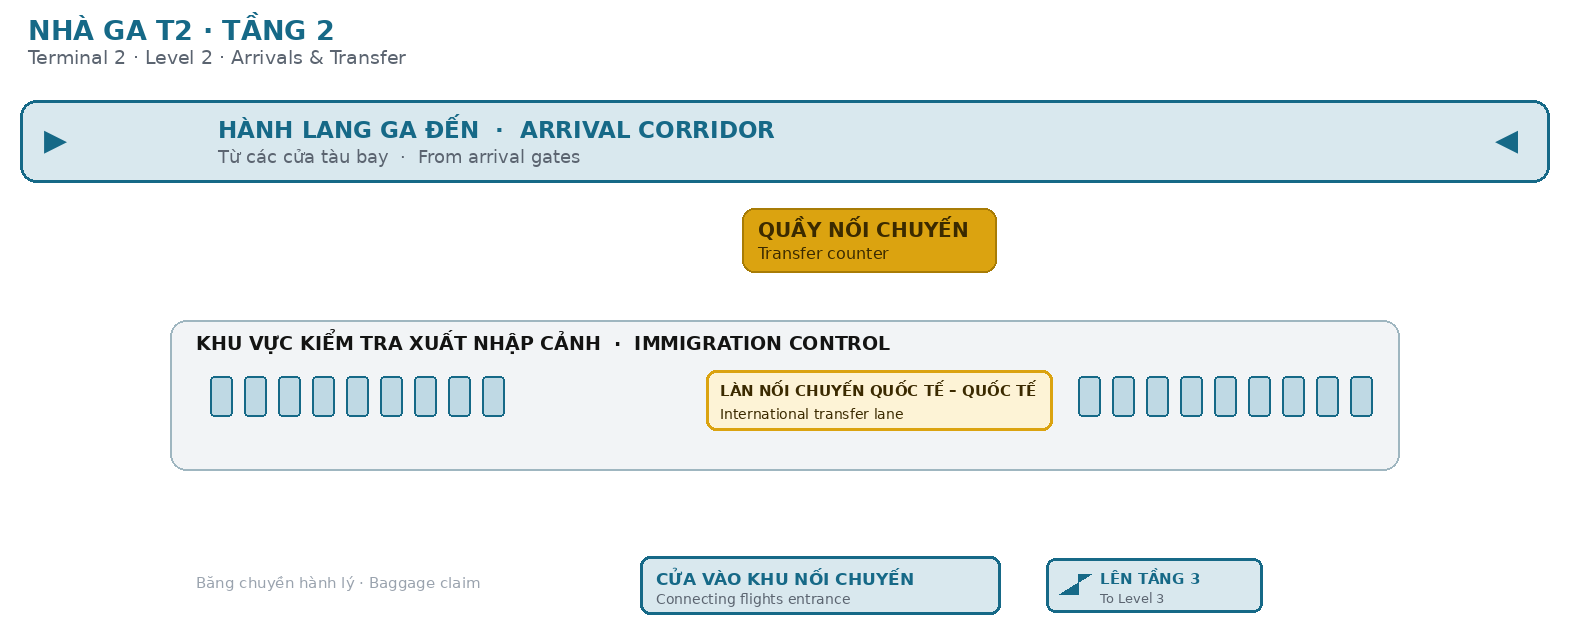 NHÀ GA T2 · TẦNG 2
Terminal 2 · Level 2 · Arrivals & Transfer
HÀNH LANG GA ĐẾN · ARRIVAL CORRIDOR
Từ các cửa tàu bay · From arrival gates
QUẦY NỐI CHUYẾN
Transfer counter
KHU VỰC KIỂM TRA XUẤT NHẬP CẢNH · IMMIGRATION CONTROL
LÀN NỐI CHUYẾN QUỐC TẾ – QUỐC TẾ
International transfer lane
Băng chuyền hành lý · Baggage claim
CỬA VÀO KHU NỐI CHUYẾN
Connecting flights entrance
LÊN TẦNG 3
To Level 3